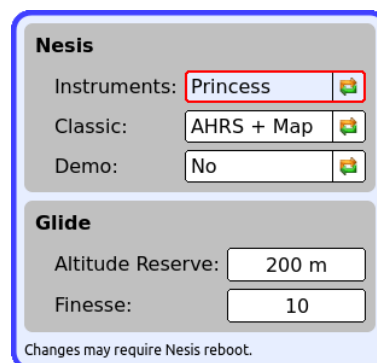 Nesis
Instruments: Princess
Classic: AHRS + Map
Demo: No
Glide
Altitude Reserve: 200 m
Finesse: 10
Changes may require Nesis reboot.